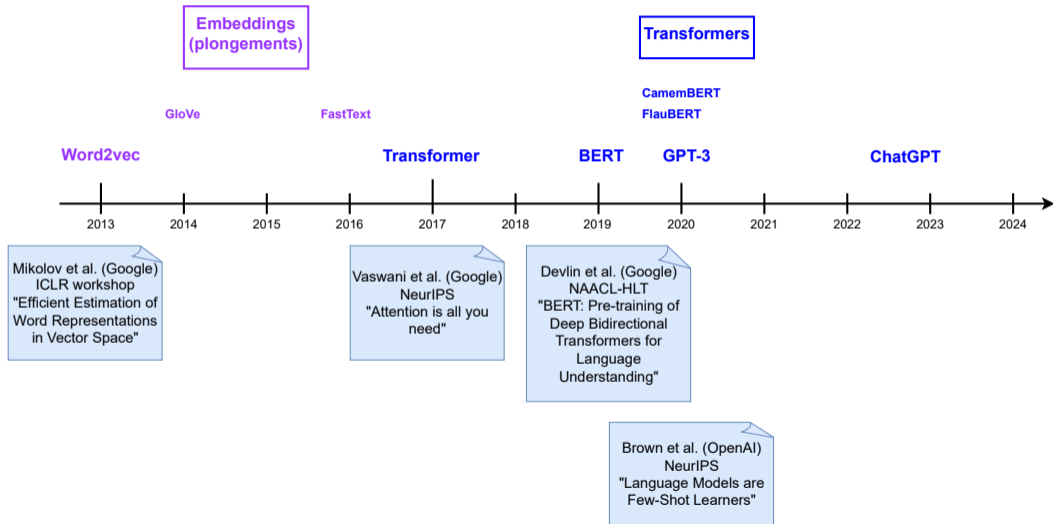 Embeddings
(plongements)
Transformers
CamemBERT
GloVe
FastText
FlauBERT
Word2vec
Transformer
BERT
GPT-3
ChatGPT
2013
2014
2015
2016
2017
2018
2019
2020
2021
2022
2023
2024
Mikolov et al. (Google)
ICLR workshop
"Efficient Estimation of
Word Representations
in Vector Space"
Vaswani et al. (Google)
NeurIPS
"Attention is all you
need"
Devlin et al. (Google)
NAACL-HLT
"BERT: Pre-training of
Deep Bidirectional
Transformers for
Language
Understanding"
Brown et al. (OpenAI)
NeurIPS
"Language Models are
Few-Shot Learners"